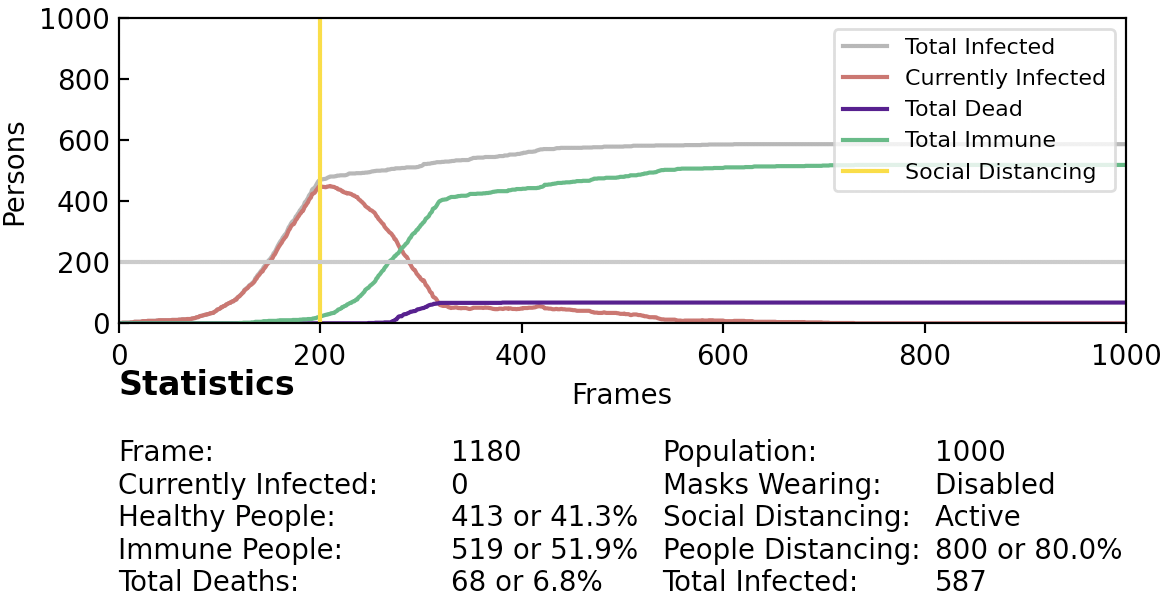 1000
800
600
400
200
0
Persons
Total Infected
Currently Infected
Total Dead
Total Immune
Social Distancing
0 200 400 600 800 1000
Frames
Statistics
Frame: 1180 Population: 1000
Currently Infected: 0 Masks Wearing: Disabled
Healthy People: 413 or 41.3% Social Distancing: Active
Immune People: 519 or 51.9% People Distancing: 800 or 80.0%
Total Deaths: 68 or 6.8% Total Infected: 587